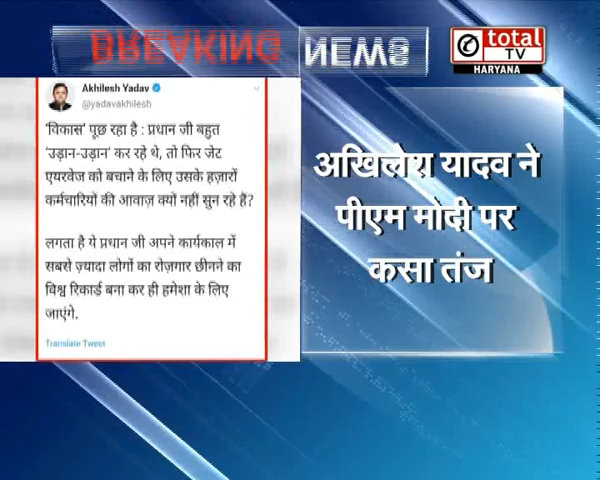 BREAKING NEWS
total
TV
HARYANA
Akhilesh Yadav
@yadavakhilesh
'विकास' पूछ रहा है : प्रधान जी बहुत
'उड़ान-उड़ान' कर रहे थे, तो फिर जेट
एयरवेज को बचाने के लिए उसके हज़ारों
कर्मचारियों की आवाज़ क्यों नहीं सुन रहे हैं?
लगता है ये प्रधान जी अपने कार्यकाल में
सबसे ज़्यादा लोगों का रोज़गार छीनने का
विश्व रिकार्ड बना कर ही हमेशा के लिए
जाएंगे.
Translate Tweet
अखिलेश यादव ने
पीएम मोदी पर
कसा तंज